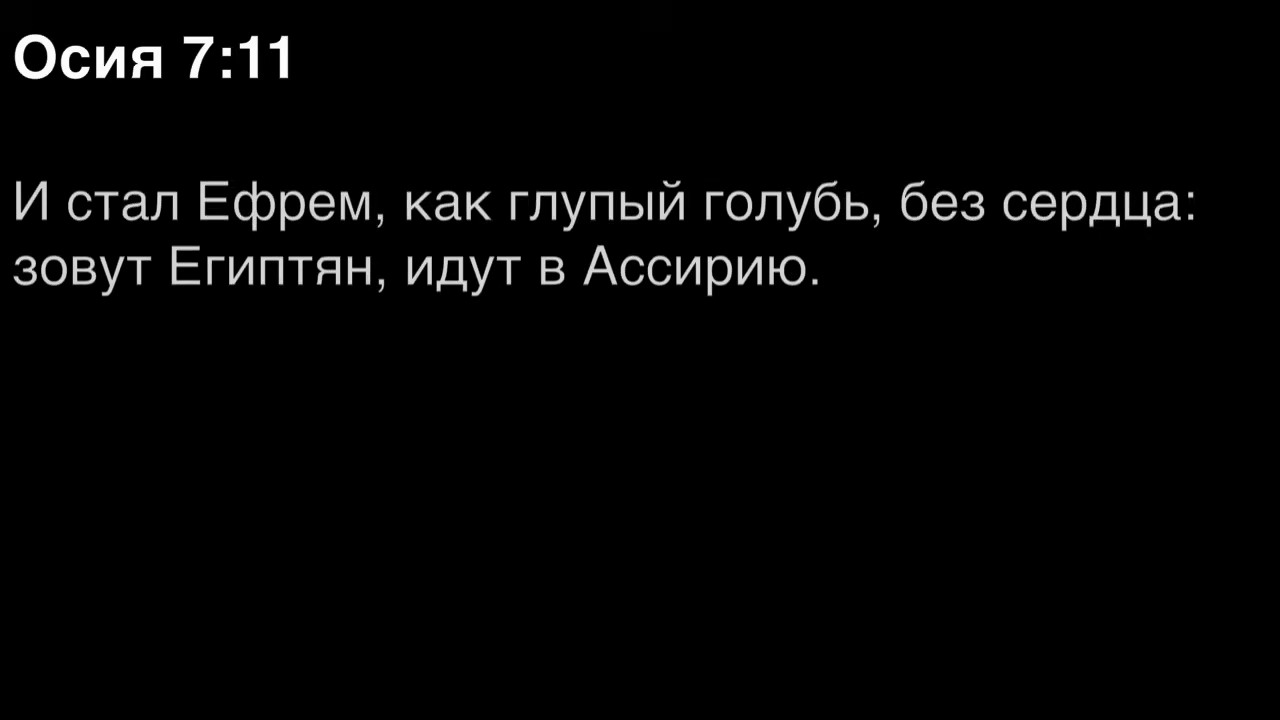 Осия 7:11
И стал Ефрем, как глупый голубь, без сердца:
зовут Египтян, идут в Ассирию.